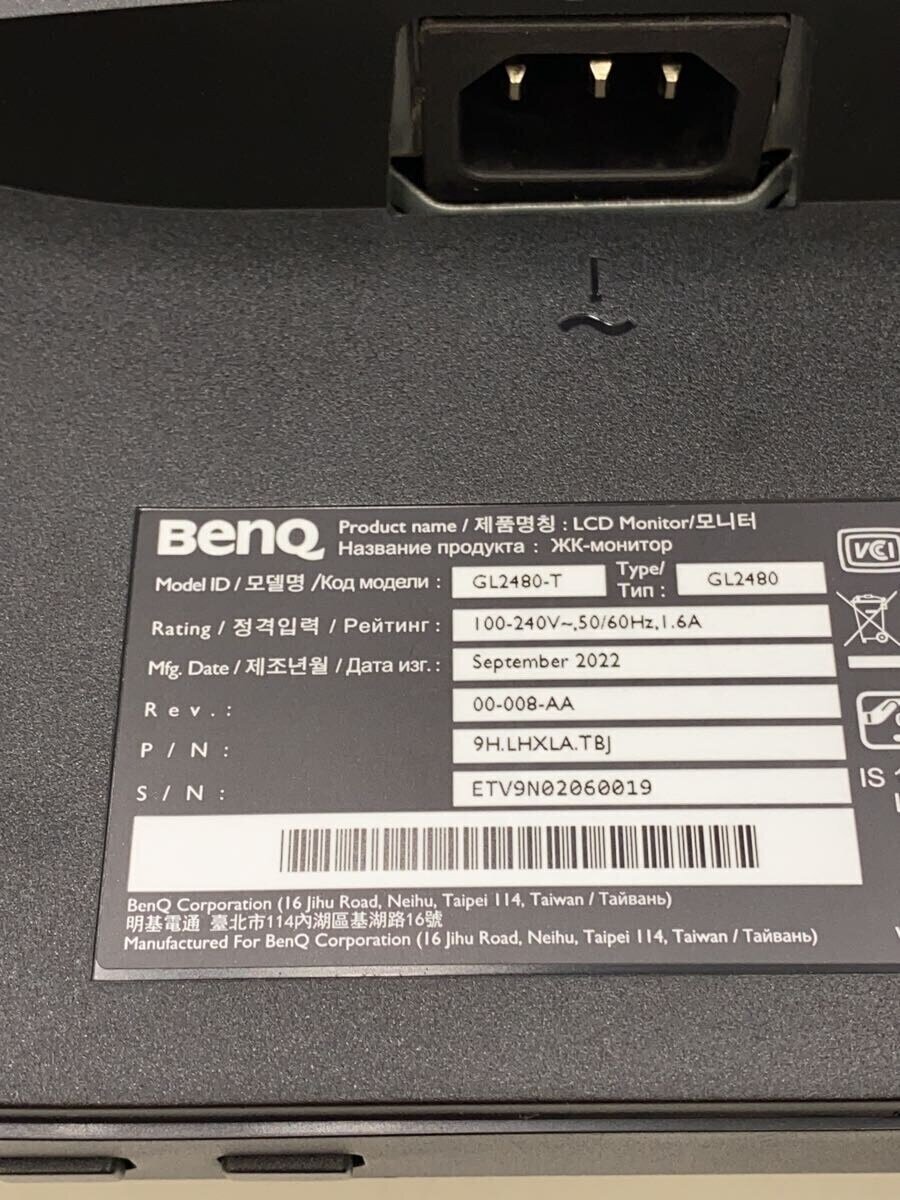 BenQ Product name / 제품명칭 : LCD Monitor/모니터
Название продукта : ЖК-монитор
Model ID / 모델명 /Код модели : GL2480-T Type/ Тип : GL2480
Rating / 정격입력 / Рейтинг : 100-240V~,50/60Hz,1.6A
Mfg. Date / 제조년월 / Дата изг.: September 2022
Rev.: 00-008-AA
P/N: 9H.LHXLA.TBJ
S/N: ETV9N02060019
BenQ Corporation (16 Jihu Road, Neihu, Taipei 114, Taiwan / Тайвань)
明基電通 臺北市114內湖區基湖路16號
Manufactured For BenQ Corporation (16 Jihu Road, Neihu, Taipei 114, Taiwan / Тайвань)
VCCI
IS 1